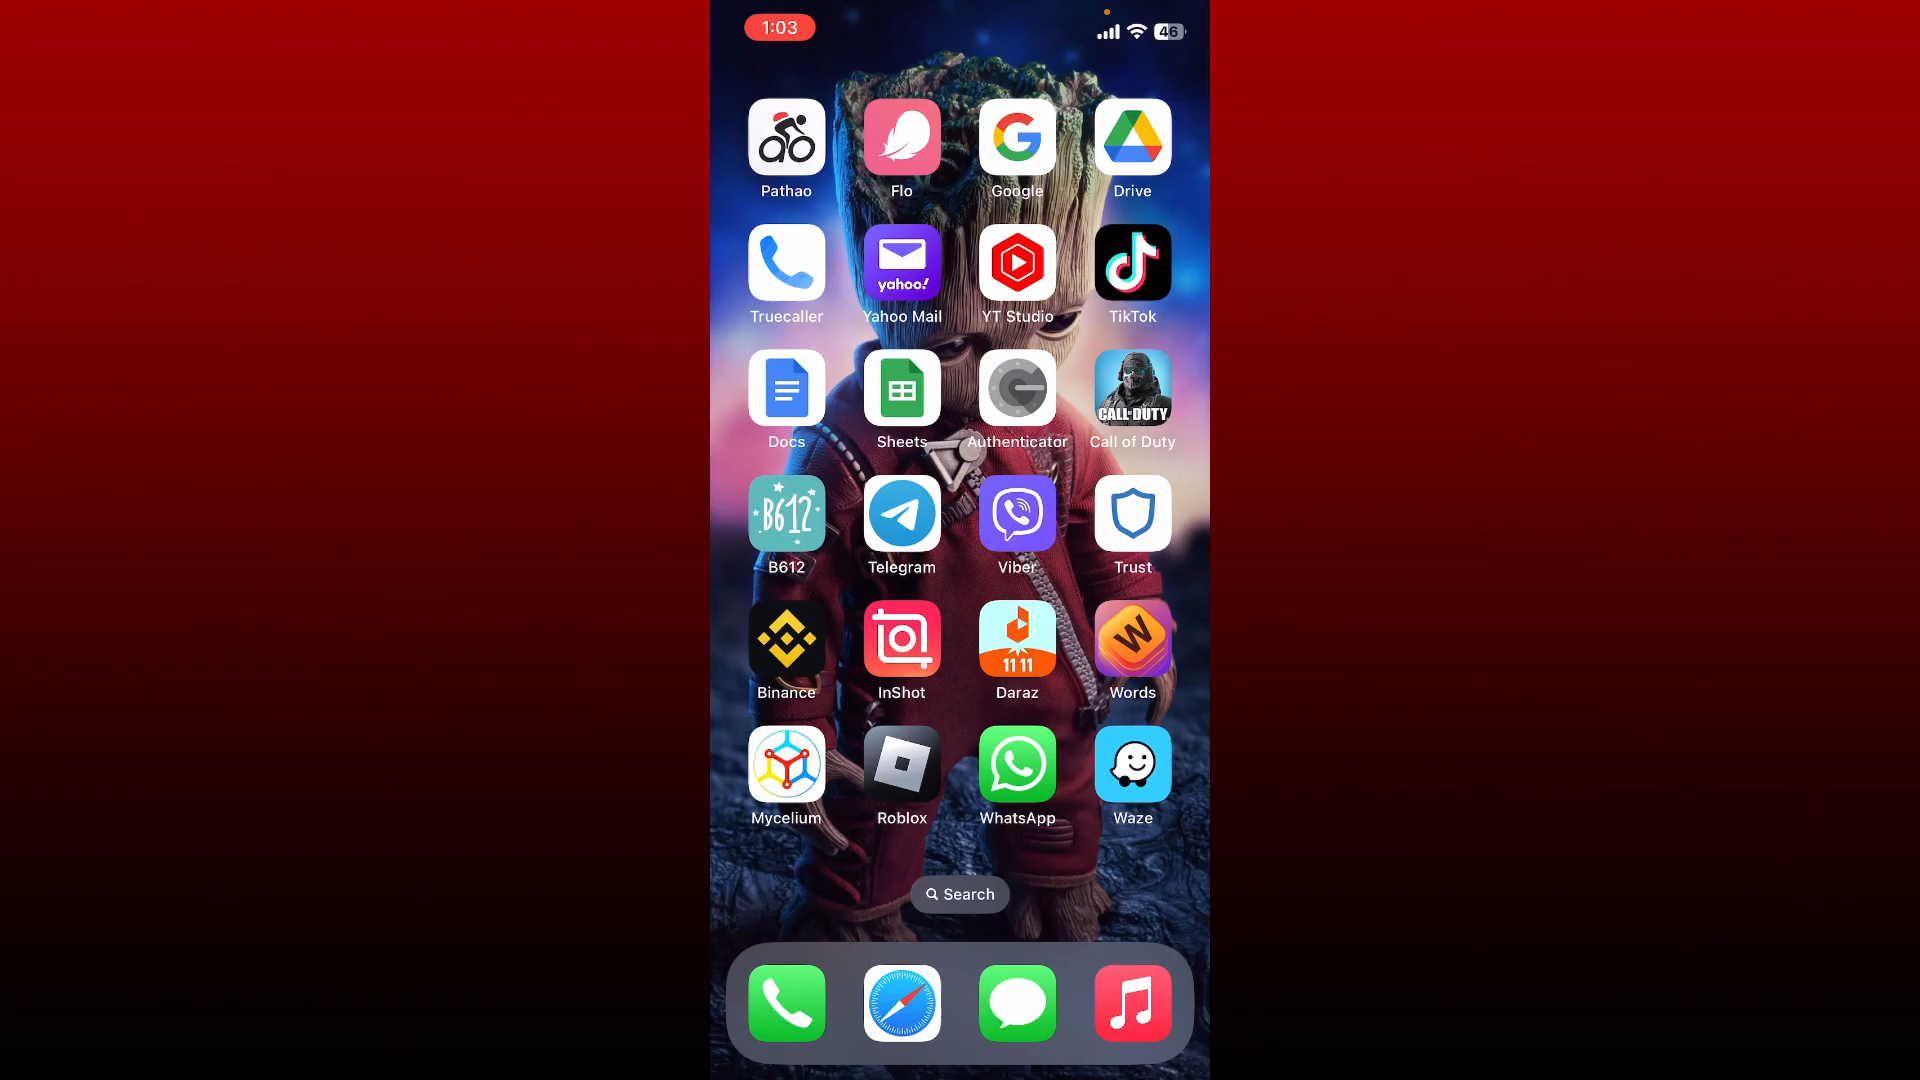 1:03
46
Pathao Flo Google Drive
yahoo!
Truecaller Yahoo Mail YT Studio TikTok
CALL OF DUTY
Docs Sheets Authenticator Call of Duty
B612
B612 Telegram Viber Trust
11 11
W
Binance InShot Daraz Words
Mycelium Roblox WhatsApp Waze
Search